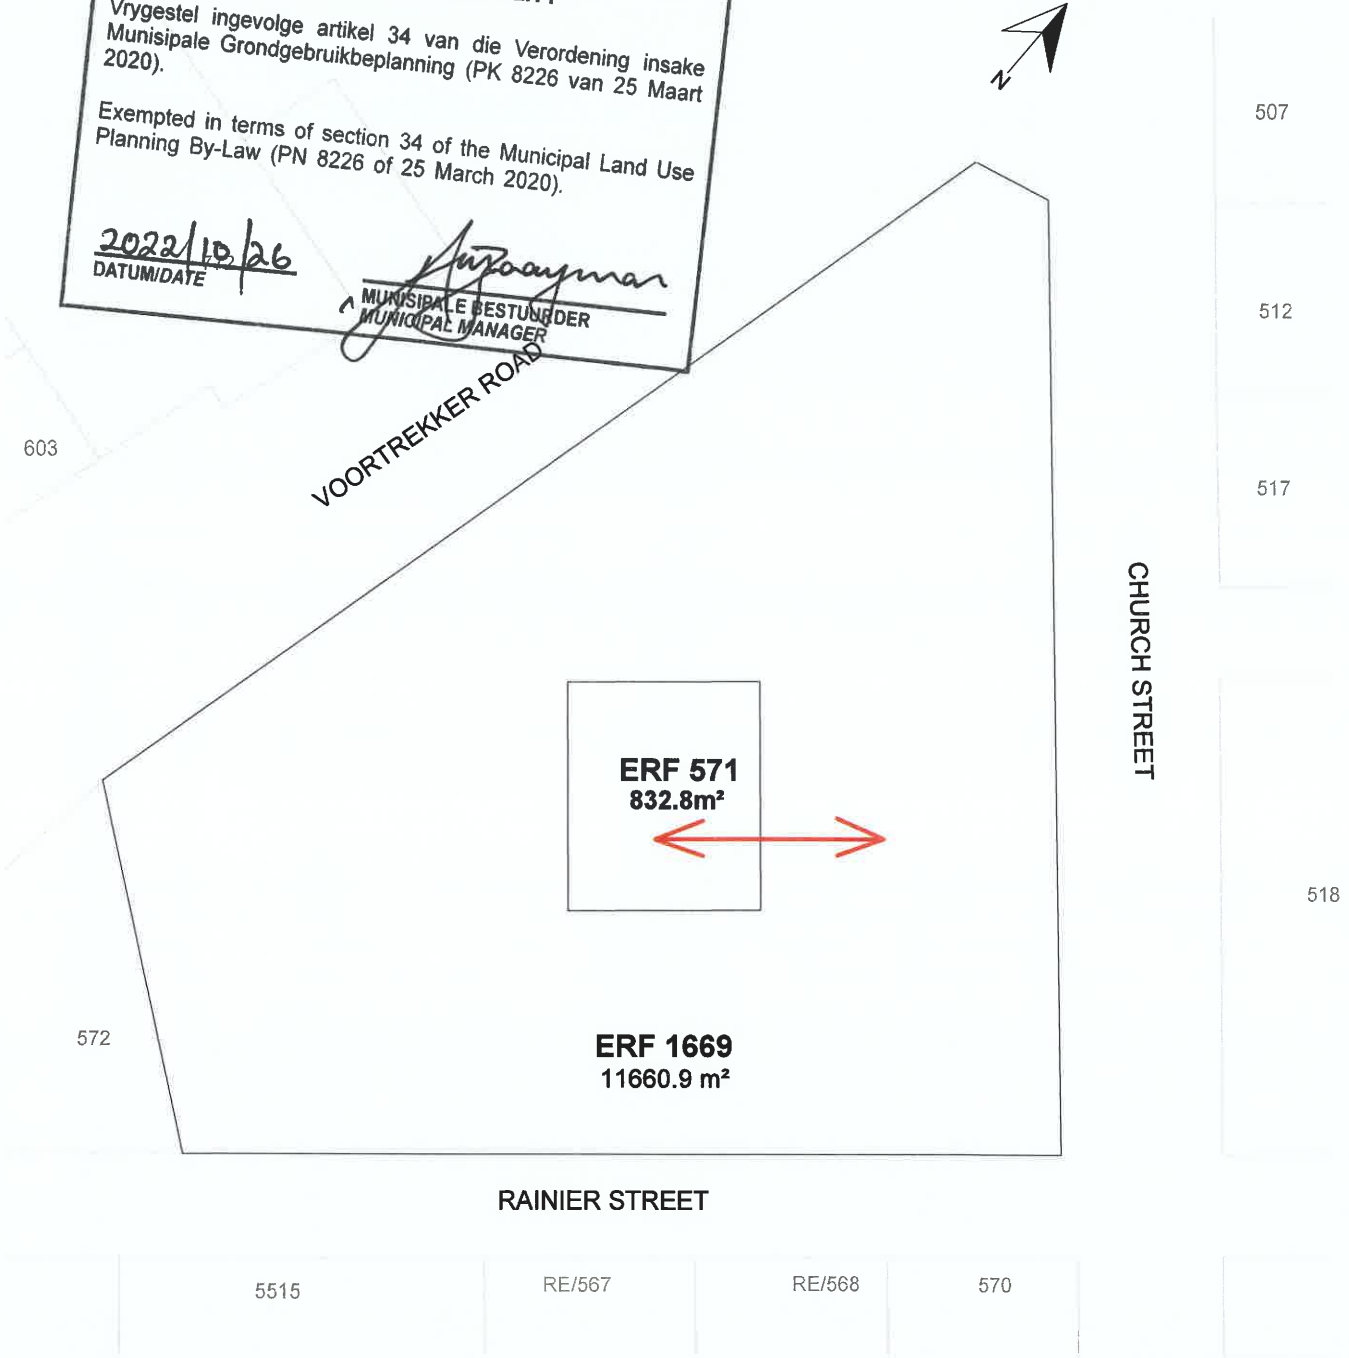 Vrygestel ingevolge artikel 34 van die Verordening insake
Munisipale Grondgebruikbeplanning (PK 8226 van 25 Maart
2020).
Exempted in terms of section 34 of the Municipal Land Use
Planning By-Law (PN 8226 of 25 March 2020).
2022/10/26
DATUM/DATE
MUNISIPALE BESTUURDER
MUNICIPAL MANAGER
N
507
512
603
VOORTREKKER ROAD
517
CHURCH STREET
ERF 571
832.8m²
518
572
ERF 1669
11660.9 m²
RAINIER STREET
5515
RE/567
RE/568
570